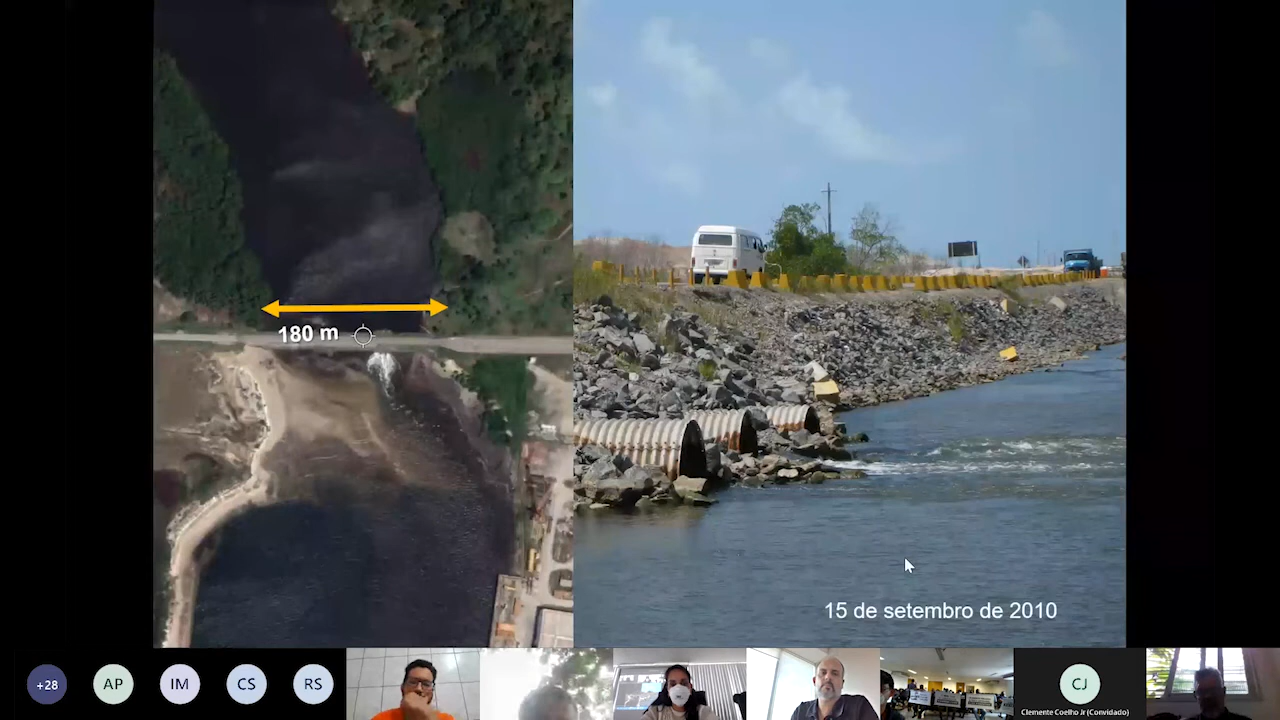 180 m
15 de setembro de 2010
+28
AP
IM
CS
RS
CJ
Clemente Coelho Jr (Convidado)